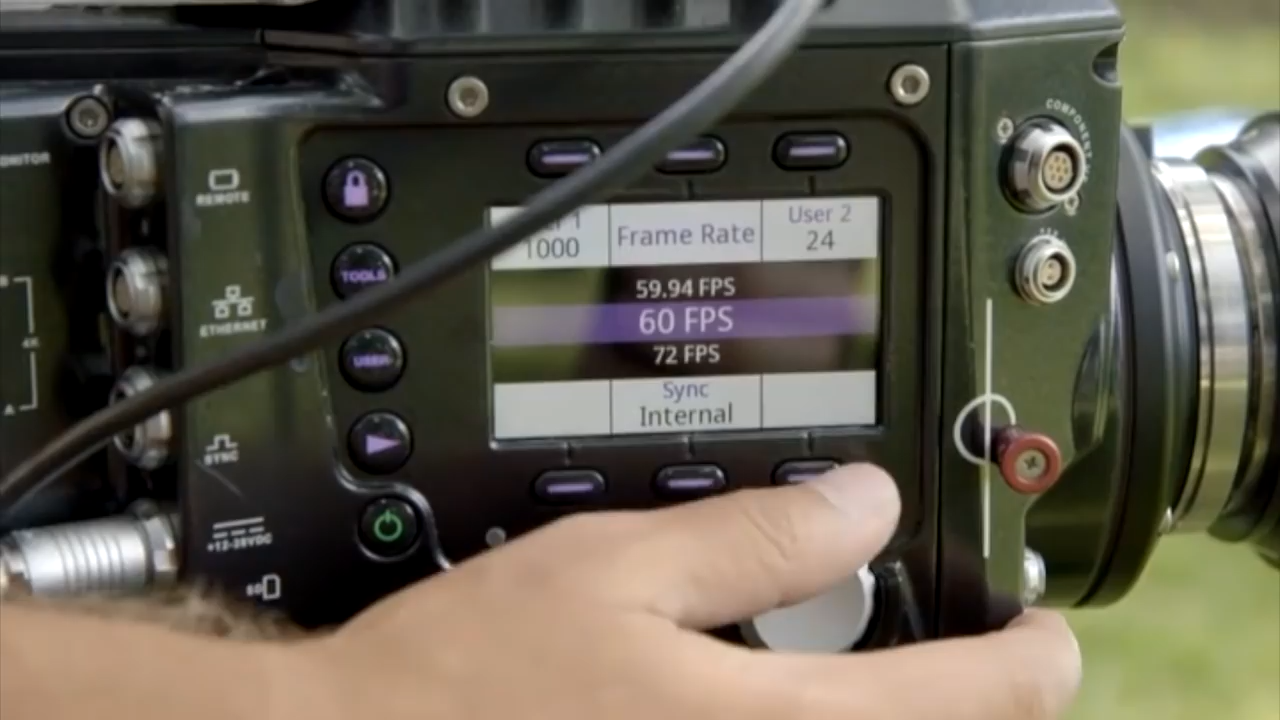 COMPONENT
MONITOR
REMOTE
TOOLS
ETHERNET
USER
4K
B
A
SYNC
+12-28VDC
SD
1
1000
Frame Rate
User 2
24
59.94 FPS
60 FPS
72 FPS
Sync
Internal